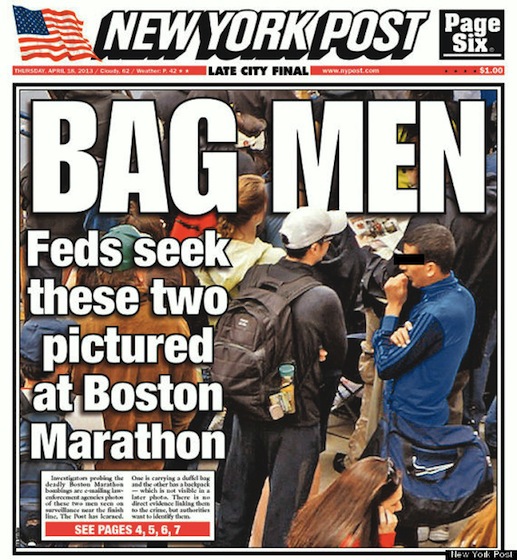 NEW YORK POST
Page
Six
THURSDAY, APRIL 18, 2013 / Cloudy, 62 / Weather: P. 42 ★★
LATE CITY FINAL
www.nypost.com
$1.00
BAG MEN
Feds seek
these two
pictured
at Boston
Marathon
Investigators probing the
deadly Boston Marathon
bombings are e-mailing law-
enforcement agencies photos
of these two men seen on
surveillance near the finish
line, The Post has learned.
One is carrying a duffel bag
and the other has a backpack
— which is not visible in a
later photo. There is no
direct evidence linking them
to the crime, but authorities
want to identify them.
SEE PAGES 4, 5, 6, 7
New York Post